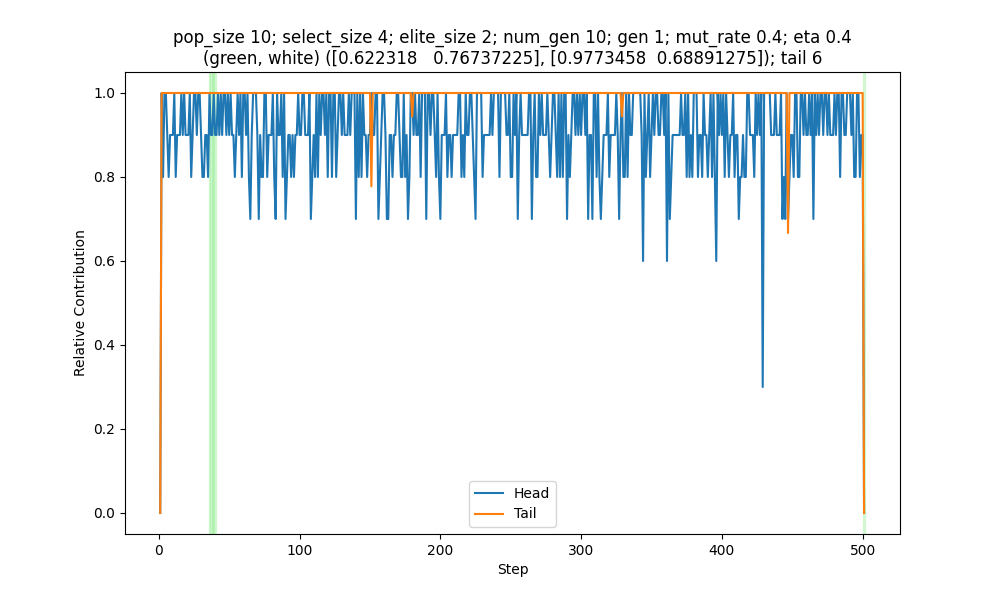 pop_size 10; select_size 4; elite_size 2; num_gen 10; gen 1; mut_rate 0.4; eta 0.4
(green, white) ([0.622318   0.76737225], [0.9773458  0.68891275]); tail 6
1.0
0.8
0.6
0.4
0.2
0.0
Relative Contribution
Head
Tail
0
100
200
300
400
500
Step